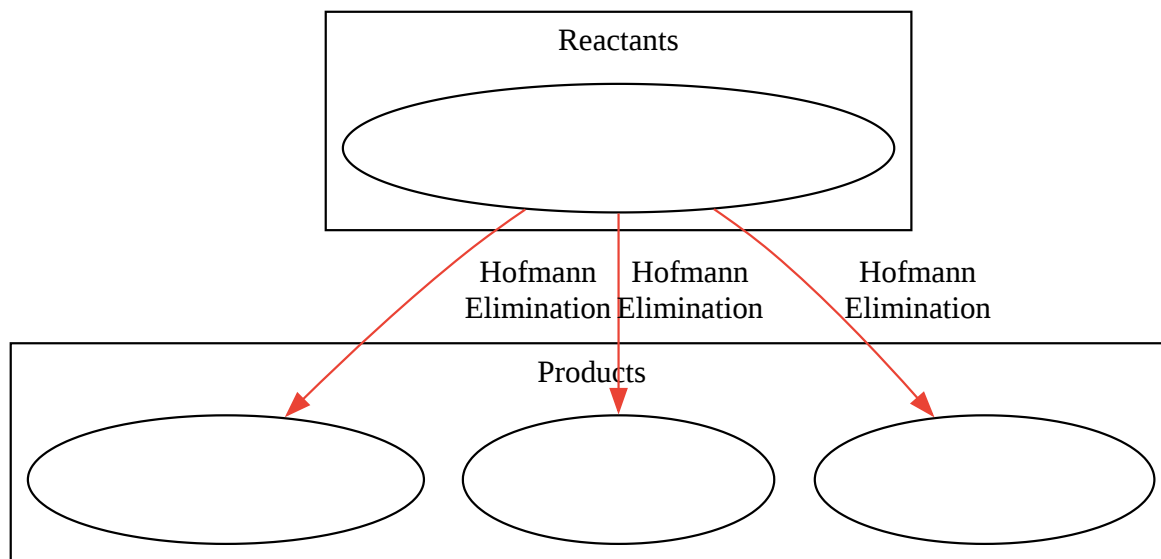 Reactants
Hofmann
Elimination
Hofmann
Elimination
Hofmann
Elimination
Products